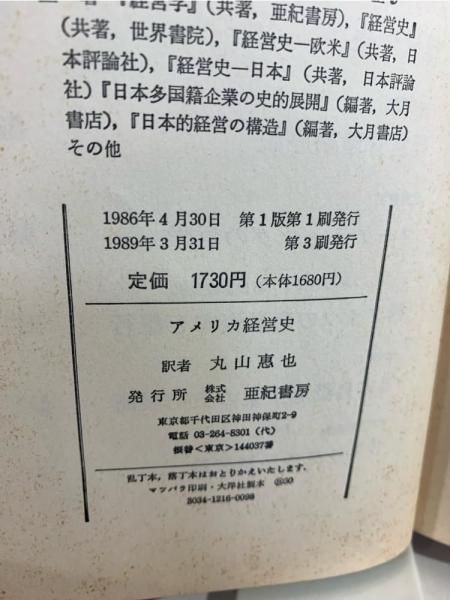 『経営学』（共著，亜紀書房），『経営史』
（共著，世界書院），『経営史―欧米』（共著，日
本評論社），『経営史―日本』（共著，日本評論
社）『日本多国籍企業の史的展開』（編著，大月
書店），『日本的経営の構造』（編著，大月書店）
その他
1986年4月30日 第1版第1刷発行
1989年3月31日 第3刷発行
定価 1730円（本体1680円）
アメリカ経営史
訳者 丸山恵也
発行所 株式会社 亜紀書房
東京都千代田区神田神保町2-9
電話 03-264-8301（代）
振替＜東京＞144037番
乱丁本，落丁本はおとりかえいたします．
マツバラ印刷・大洋社製本 ㊿30
3034-1216-0098